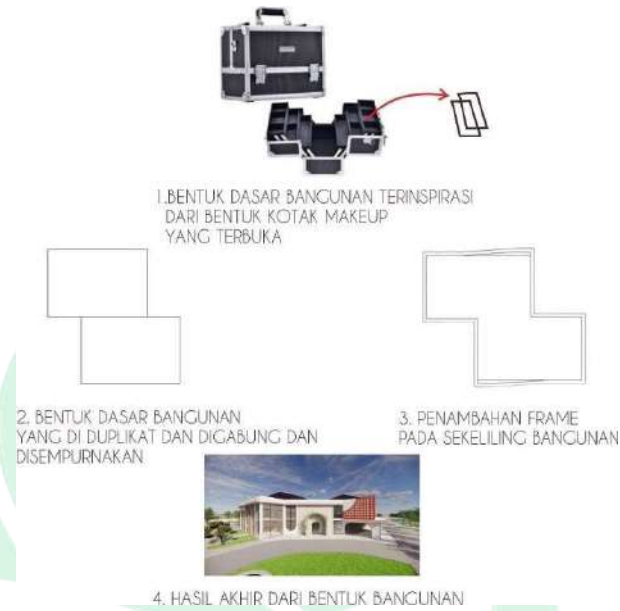 1.BENTUK DASAR BANGUNAN TERINSPIRASI
DARI BENTUK KOTAK MAKEUP
YANG TERBUKA
2. BENTUK DASAR BANGUNAN
YANG DI DUPLIKAT DAN DIGABUNG DAN
DISEMPURNAKAN
3. PENAMBAHAN FRAME
PADA SEKELILING BANGUNAN
4. HASIL AKHIR DARI BENTUK BANGUNAN